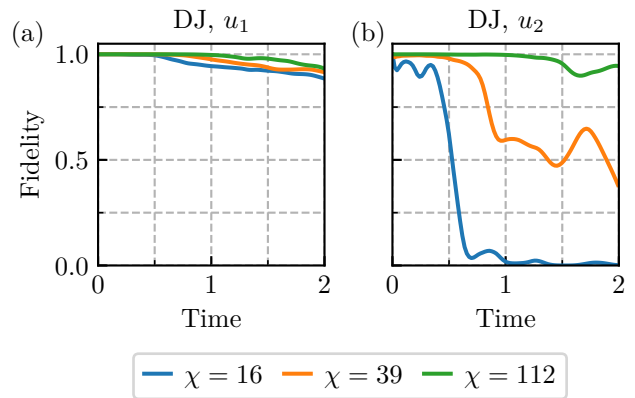 (a) DJ, u₁ (b) DJ, u₂
Fidelity
1.0
0.5
0.0
0 1 2 0 1 2
Time Time
χ = 16 χ = 39 χ = 112